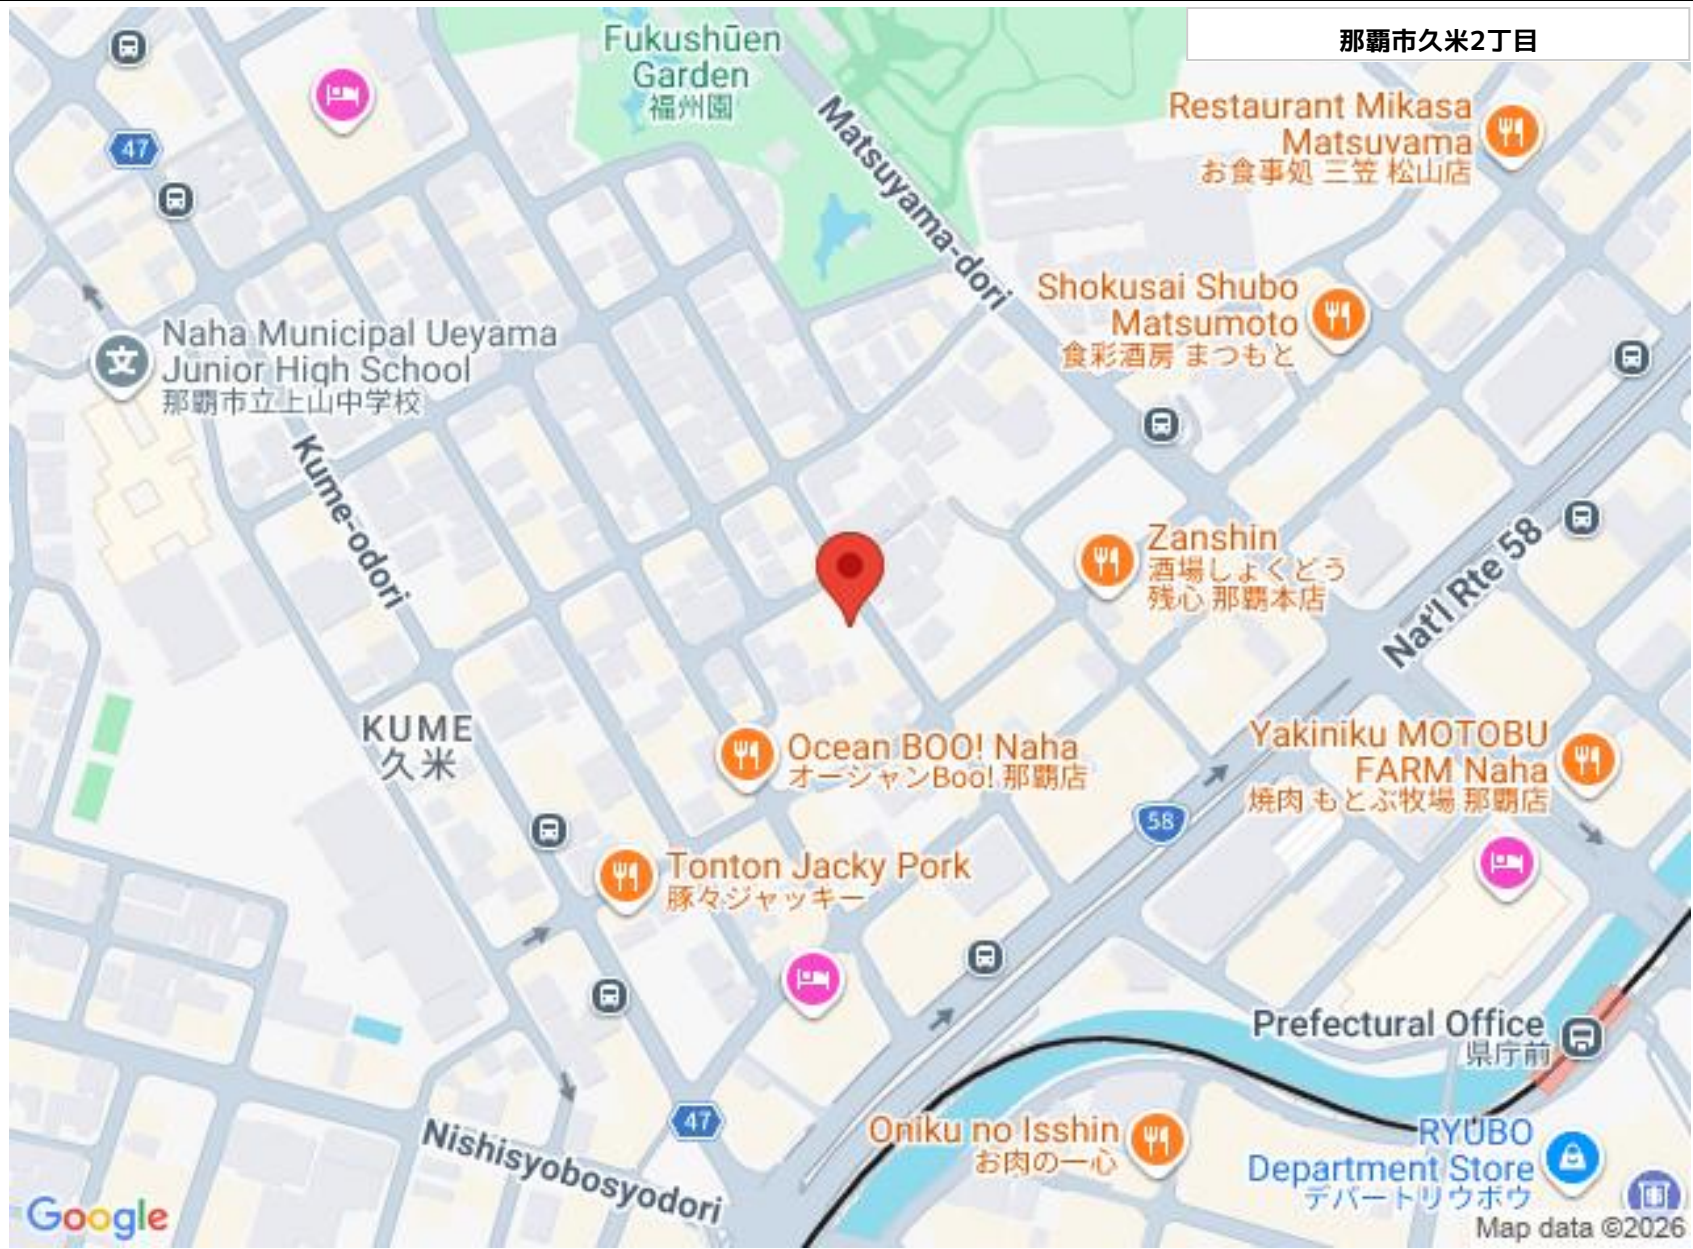 那覇市久米2丁目
Fukushūen
Garden
福州園
Matsuyama-dori
Restaurant Mikasa
Matsuyama
お食事処 三笠 松山店
47
Shokusai Shubo
Matsumoto
食彩酒房 まつもと
Naha Municipal Ueyama
Junior High School
那覇市立上山中学校
文
Kume-odori
Zanshin
酒場しょくどう
残心 那覇本店
Nat'l Rte 58
KUME
久米
Ocean BOO! Naha
オーシャンBoo! 那覇店
Yakiniku MOTOBU
FARM Naha
焼肉 もとぶ牧場 那覇店
58
Tonton Jacky Pork
豚々ジャッキー
Prefectural Office
県庁前
47
Nishisyobosyodori
Oniku no Isshin
お肉の一心
RYUBO
Department Store
デパートリウボウ
Google
Map data ©2026